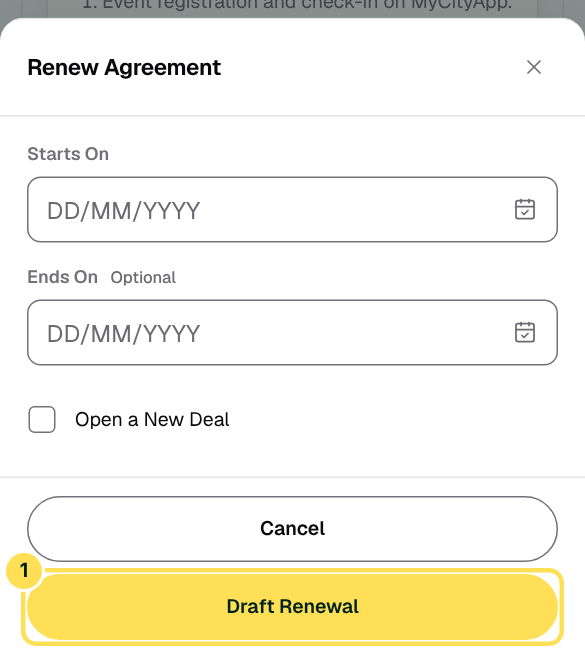 1. Event registration and check-in on MyCityApp.
Renew Agreement
Starts On
DD/MM/YYYY
Ends On Optional
DD/MM/YYYY
Open a New Deal
Cancel
1
Draft Renewal